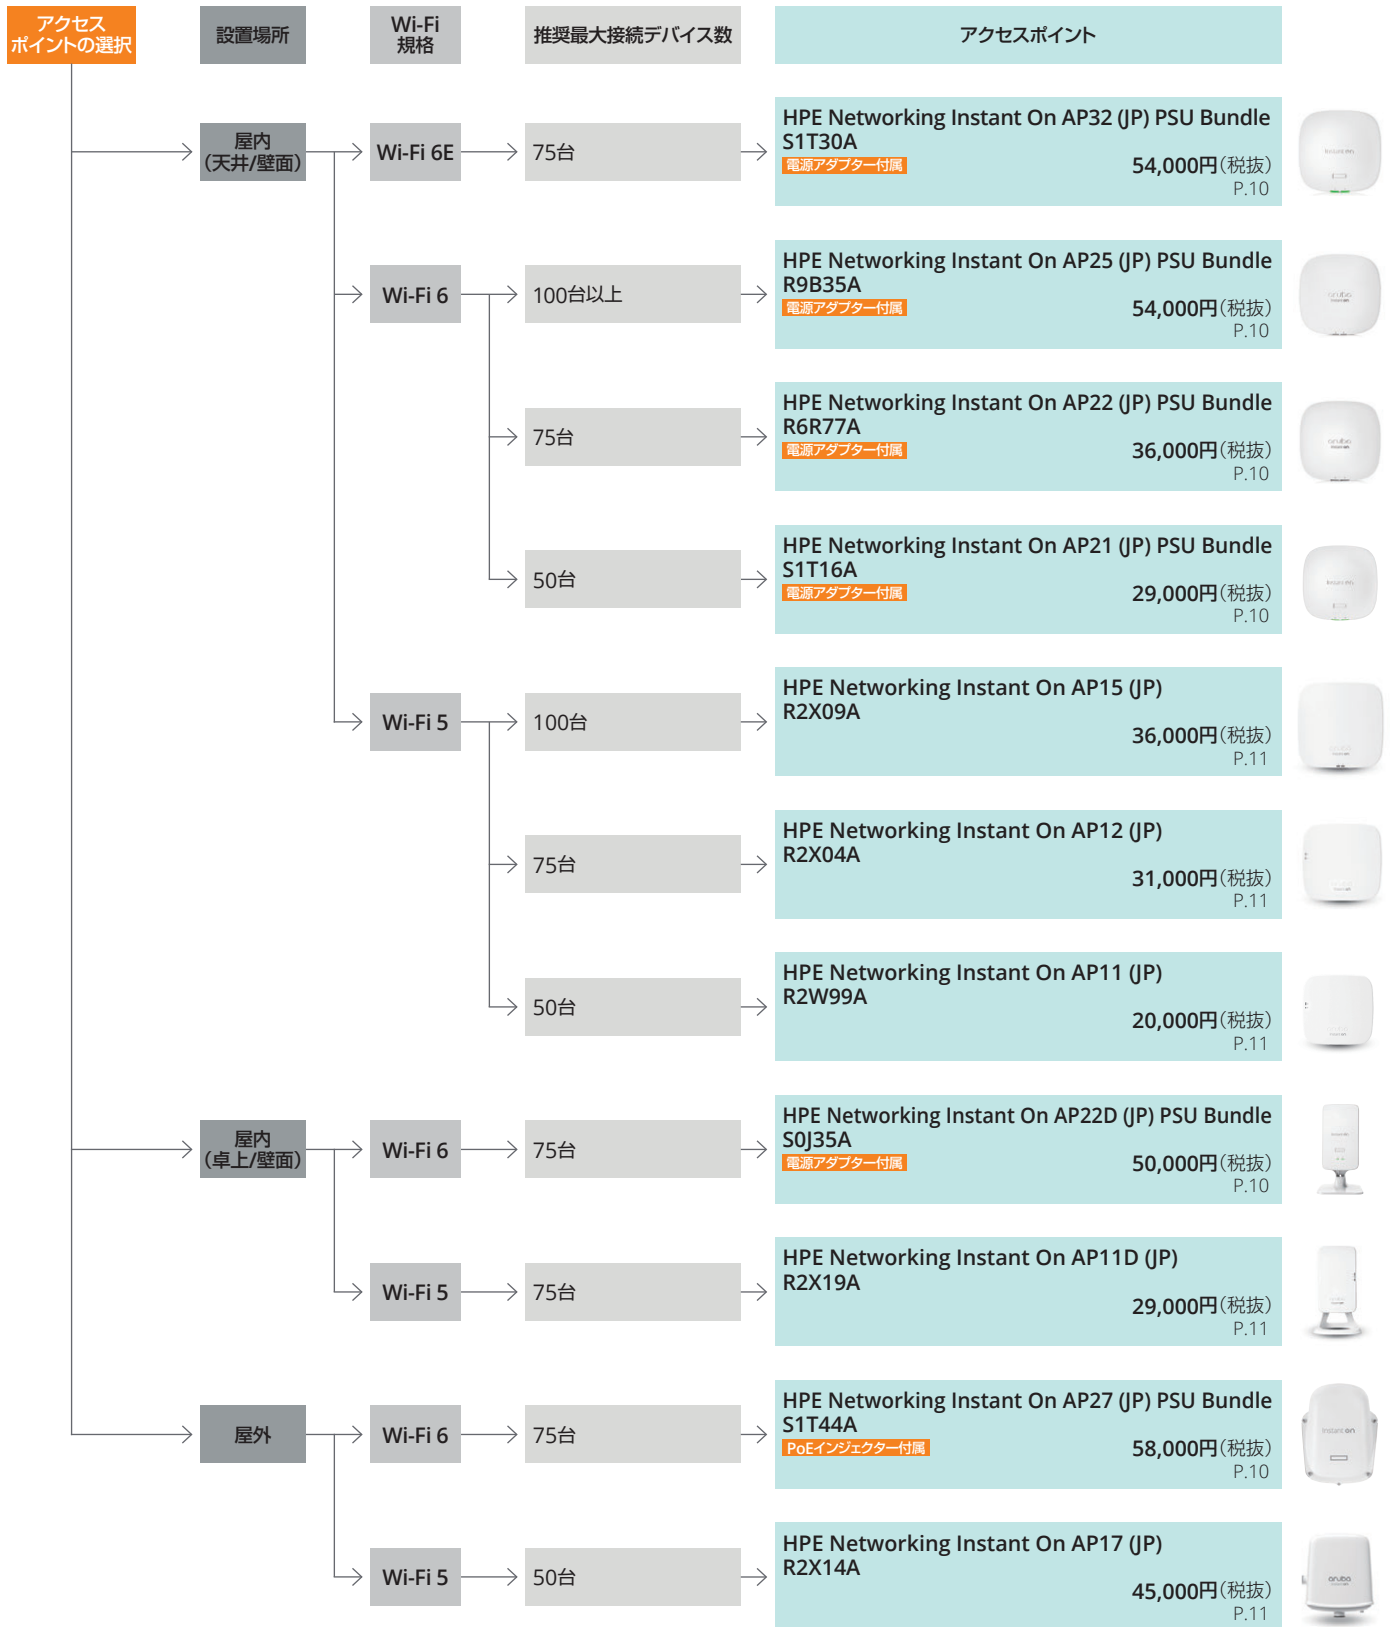 アクセス
ポイントの選択
設置場所
Wi-Fi
規格
推奨最大接続デバイス数
アクセスポイント
屋内
(天井/壁面)
Wi-Fi 6E
75台
HPE Networking Instant On AP32 (JP) PSU Bundle
S1T30A
電源アダプター付属
54,000円(税抜)
P.10
Instant on
Wi-Fi 6
100台以上
HPE Networking Instant On AP25 (JP) PSU Bundle
R9B35A
電源アダプター付属
54,000円(税抜)
P.10
aruba
instant on
75台
HPE Networking Instant On AP22 (JP) PSU Bundle
R6R77A
電源アダプター付属
36,000円(税抜)
P.10
aruba
instant on
50台
HPE Networking Instant On AP21 (JP) PSU Bundle
S1T16A
電源アダプター付属
29,000円(税抜)
P.10
Instant on
Wi-Fi 5
100台
HPE Networking Instant On AP15 (JP)
R2X09A
36,000円(税抜)
P.11
75台
HPE Networking Instant On AP12 (JP)
R2X04A
31,000円(税抜)
P.11
50台
HPE Networking Instant On AP11 (JP)
R2W99A
20,000円(税抜)
P.11
屋内
(卓上/壁面)
Wi-Fi 6
75台
HPE Networking Instant On AP22D (JP) PSU Bundle
S0J35A
電源アダプター付属
50,000円(税抜)
P.10
Wi-Fi 5
75台
HPE Networking Instant On AP11D (JP)
R2X19A
29,000円(税抜)
P.11
屋外
Wi-Fi 6
75台
HPE Networking Instant On AP27 (JP) PSU Bundle
S1T44A
PoEインジェクター付属
58,000円(税抜)
P.10
Instant on
Wi-Fi 5
50台
HPE Networking Instant On AP17 (JP)
R2X14A
45,000円(税抜)
P.11
aruba
instant on